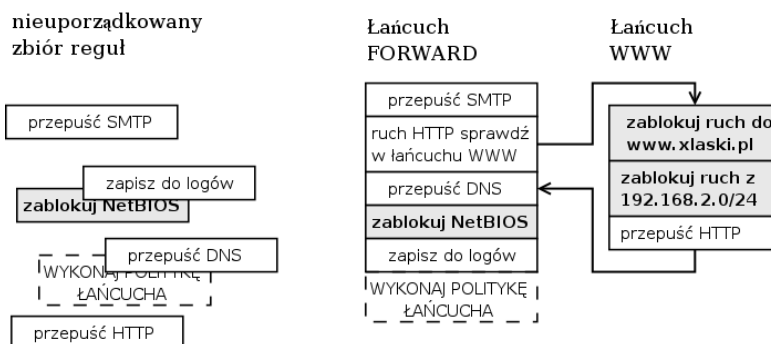 nieuporządkowany
zbiór reguł
przepuść SMTP
zapisz do logów
zablokuj NetBIOS
przepuść DNS
WYKONAJ POLITYKĘ
ŁAŃCUCHA
przepuść HTTP
Łańcuch
FORWARD
przepuść SMTP
ruch HTTP sprawdź
w łańcuchu WWW
przepuść DNS
zablokuj NetBIOS
zapisz do logów
WYKONAJ POLITYKĘ
ŁAŃCUCHA
Łańcuch
WWW
zablokuj ruch do
www.xlaski.pl
zablokuj ruch z
192.168.2.0/24
przepuść HTTP